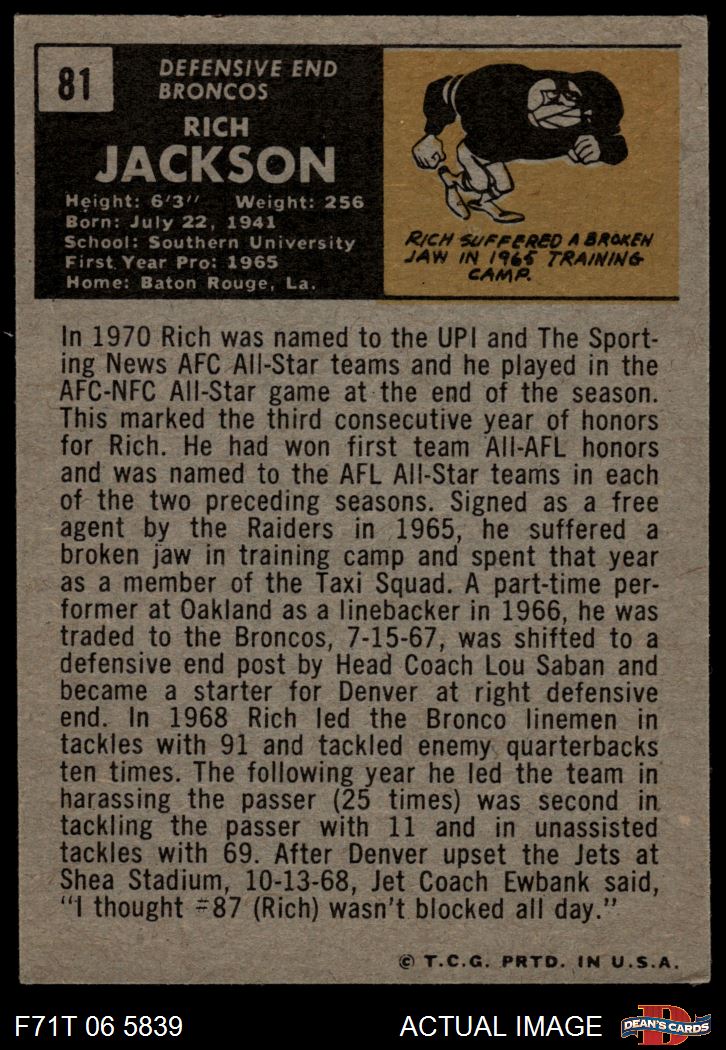 81
DEFENSIVE END
BRONCOS
RICH
JACKSON
Height: 6'3" Weight: 256
Born: July 22, 1941
School: Southern University
First Year Pro: 1965
Home: Baton Rouge, La.
RICH SUFFERED A BROKEN
JAW IN 1965 TRAINING
CAMP.
In 1970 Rich was named to the UPI and The Sport-
ing News AFC All-Star teams and he played in the
AFC-NFC All-Star game at the end of the season.
This marked the third consecutive year of honors
for Rich. He had won first team All-AFL honors
and was named to the AFL All-Star teams in each
of the two preceding seasons. Signed as a free
agent by the Raiders in 1965, he suffered a
broken jaw in training camp and spent that year
as a member of the Taxi Squad. A part-time per-
former at Oakland as a linebacker in 1966, he was
traded to the Broncos, 7-15-67, was shifted to a
defensive end post by Head Coach Lou Saban and
became a starter for Denver at right defensive
end. In 1968 Rich led the Bronco linemen in
tackles with 91 and tackled enemy quarterbacks
ten times. The following year he led the team in
harassing the passer (25 times) was second in
tackling the passer with 11 and in unassisted
tackles with 69. After Denver upset the Jets at
Shea Stadium, 10-13-68, Jet Coach Ewbank said,
"I thought #87 (Rich) wasn't blocked all day."
© T.C.G. PRTD. IN U.S.A.
F71T 06 5839 ACTUAL IMAGE D DEAN'S CARDS